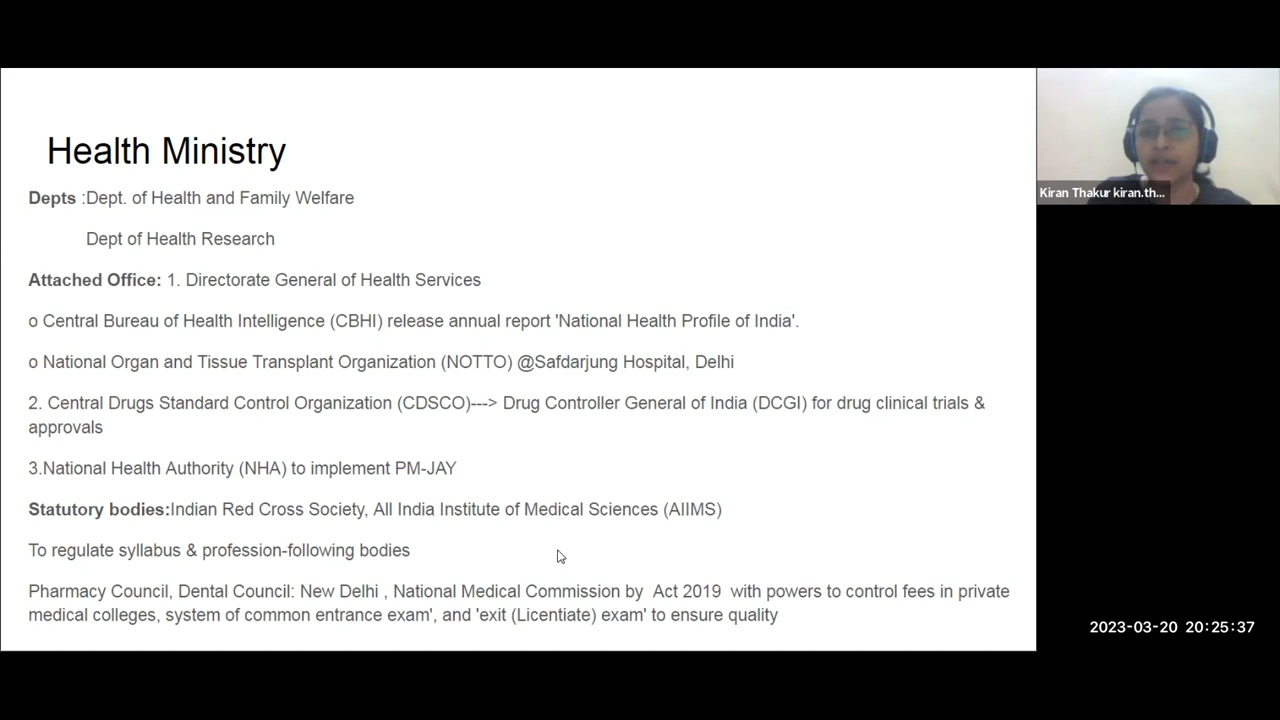 Health Ministry
Depts :Dept. of Health and Family Welfare
Dept of Health Research
Attached Office: 1. Directorate General of Health Services
o Central Bureau of Health Intelligence (CBHI) release annual report 'National Health Profile of India'.
o National Organ and Tissue Transplant Organization (NOTTO) @Safdarjung Hospital, Delhi
2. Central Drugs Standard Control Organization (CDSCO)---> Drug Controller General of India (DCGI) for drug clinical trials &
approvals
3.National Health Authority (NHA) to implement PM-JAY
Statutory bodies:Indian Red Cross Society, All India Institute of Medical Sciences (AIIMS)
To regulate syllabus & profession-following bodies
Pharmacy Council, Dental Council: New Delhi , National Medical Commission by Act 2019 with powers to control fees in private
medical colleges, system of common entrance exam', and 'exit (Licentiate) exam' to ensure quality
Kiran Thakur kiran.th...
2023-03-20 20:25:37